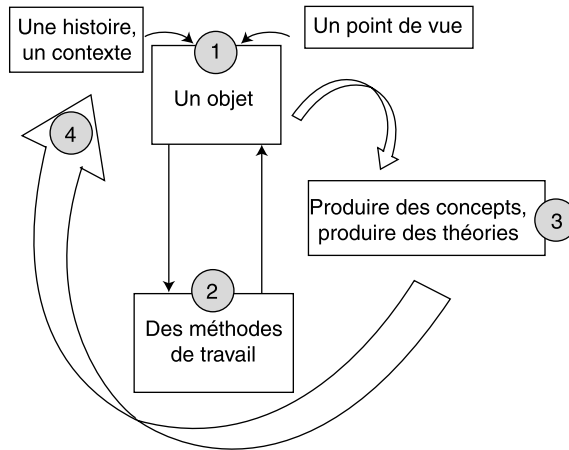 Une histoire,
un contexte
Un point de vue
1
Un objet
4
Produire des concepts,
produire des théories
3
2
Des méthodes
de travail